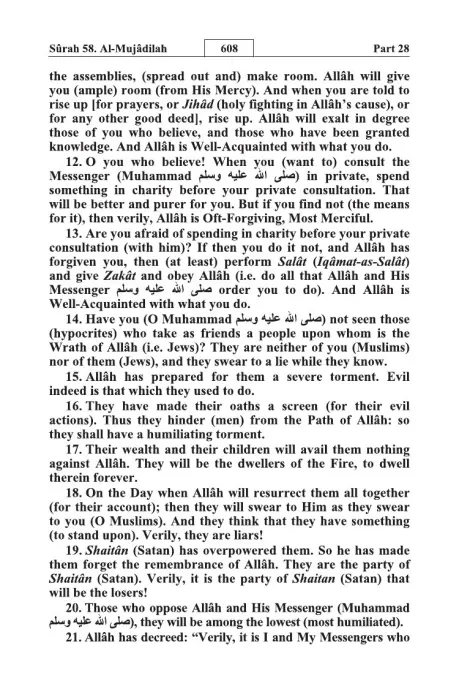 Sûrah 58. Al-Mujâdilah 608 Part 28
the assemblies, (spread out and) make room. Allâh will give
you (ample) room (from His Mercy). And when you are told to
rise up [for prayers, or Jihâd (holy fighting in Allâh's cause), or
for any other good deed], rise up. Allâh will exalt in degree
those of you who believe, and those who have been granted
knowledge. And Allâh is Well-Acquainted with what you do.
12. O you who believe! When you (want to) consult the
Messenger (Muhammad صلى الله عليه وسلم) in private, spend
something in charity before your private consultation. That
will be better and purer for you. But if you find not (the means
for it), then verily, Allâh is Oft-Forgiving, Most Merciful.
13. Are you afraid of spending in charity before your private
consultation (with him)? If then you do it not, and Allâh has
forgiven you, then (at least) perform Salât (Iqâmat-as-Salât)
and give Zakât and obey Allâh (i.e. do all that Allâh and His
Messenger صلى الله عليه وسلم order you to do). And Allâh is
Well-Acquainted with what you do.
14. Have you (O Muhammad صلى الله عليه وسلم) not seen those
(hypocrites) who take as friends a people upon whom is the
Wrath of Allâh (i.e. Jews)? They are neither of you (Muslims)
nor of them (Jews), and they swear to a lie while they know.
15. Allâh has prepared for them a severe torment. Evil
indeed is that which they used to do.
16. They have made their oaths a screen (for their evil
actions). Thus they hinder (men) from the Path of Allâh: so
they shall have a humiliating torment.
17. Their wealth and their children will avail them nothing
against Allâh. They will be the dwellers of the Fire, to dwell
therein forever.
18. On the Day when Allâh will resurrect them all together
(for their account); then they will swear to Him as they swear
to you (O Muslims). And they think that they have something
(to stand upon). Verily, they are liars!
19. Shaitân (Satan) has overpowered them. So he has made
them forget the remembrance of Allâh. They are the party of
Shaitân (Satan). Verily, it is the party of Shaitan (Satan) that
will be the losers!
20. Those who oppose Allâh and His Messenger (Muhammad
صلى الله عليه وسلم), they will be among the lowest (most humiliated).
21. Allâh has decreed: “Verily, it is I and My Messengers who